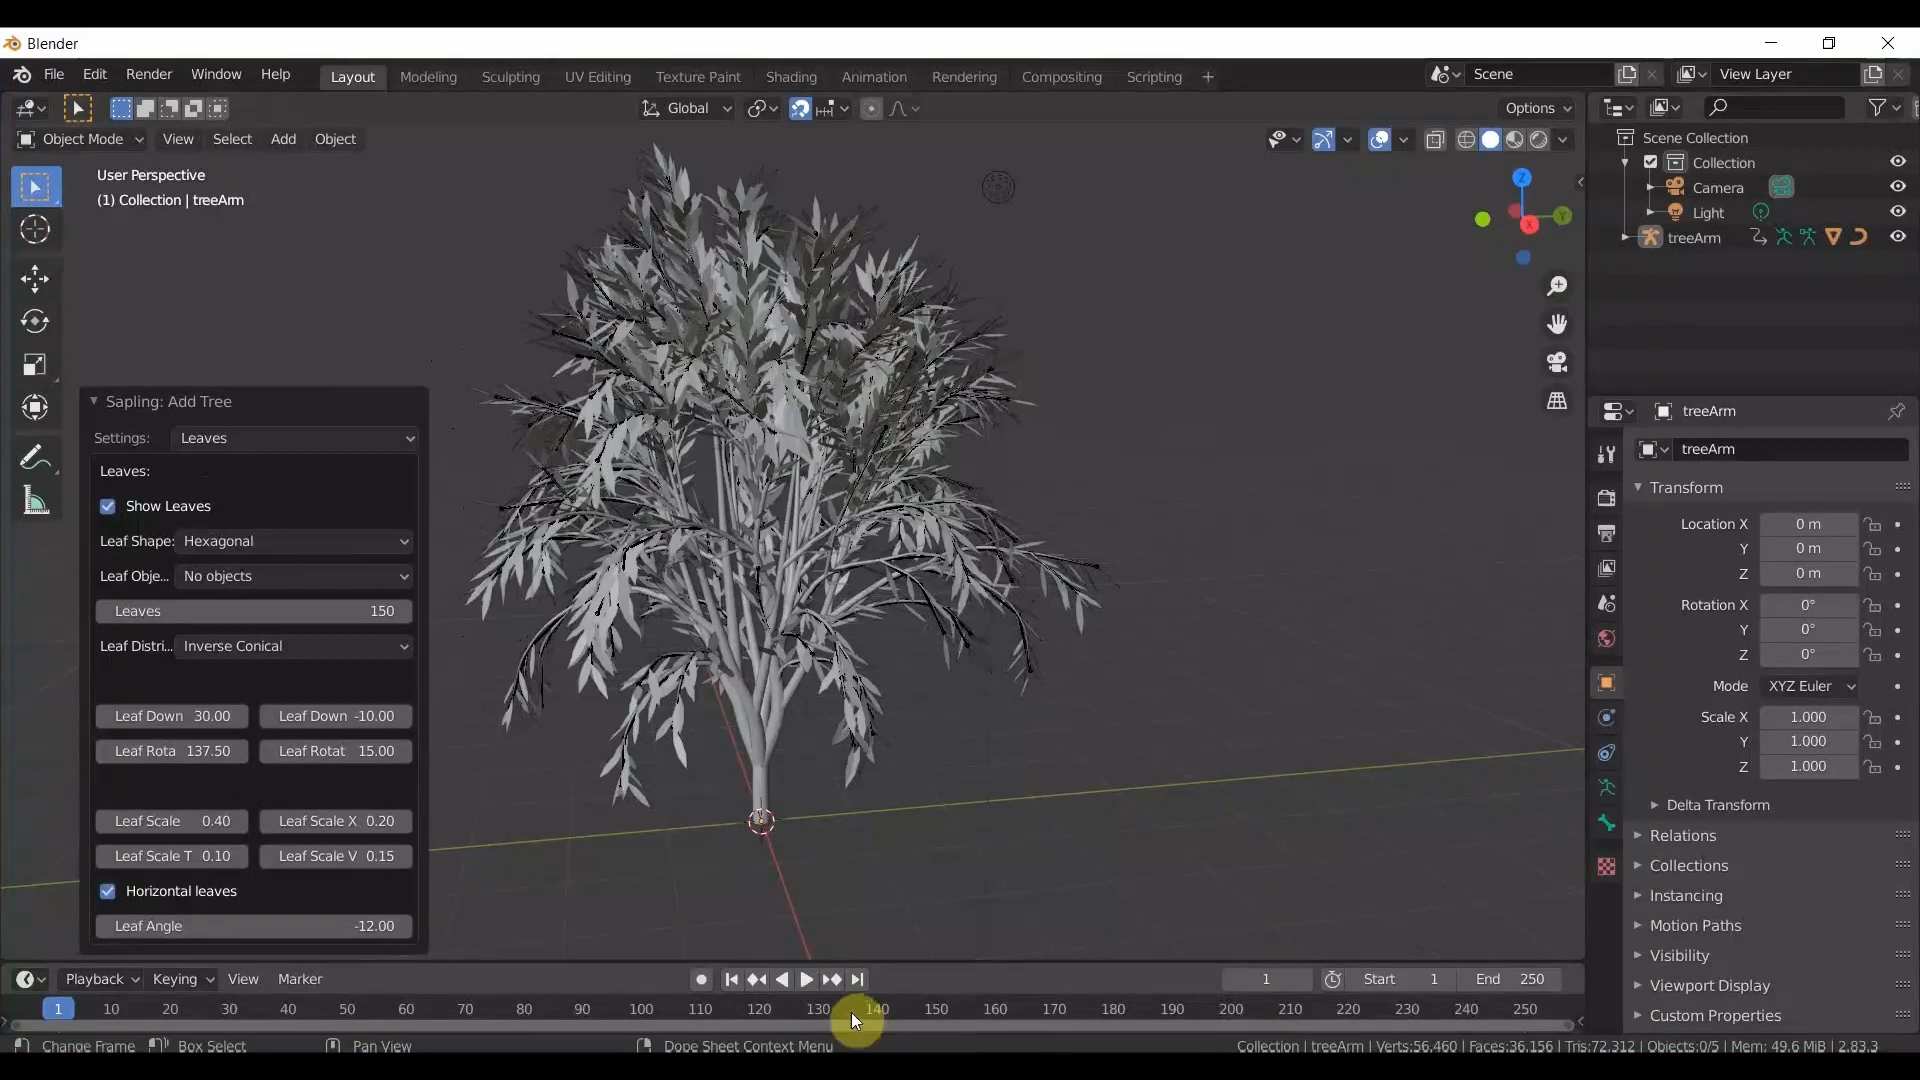 Blender
File Edit Render Window Help Layout Modeling Sculpting UV Editing Texture Paint Shading Animation Rendering Compositing Scripting + Scene View Layer
Global Options
Object Mode View Select Add Object
User Perspective
(1) Collection | treeArm
Z
Y
X
Scene Collection
Collection
Camera
Light
treeArm
Sapling: Add Tree
Settings: Leaves
Leaves:
Show Leaves
Leaf Shape: Hexagonal
Leaf Obje... No objects
Leaves 150
Leaf Distri... Inverse Conical
Leaf Down 30.00 Leaf Down -10.00
Leaf Rota 137.50 Leaf Rotat 15.00
Leaf Scale 0.40 Leaf Scale X 0.20
Leaf Scale T 0.10 Leaf Scale V 0.15
Horizontal leaves
Leaf Angle -12.00
treeArm
treeArm
Transform
Location X 0 m
Y 0 m
Z 0 m
Rotation X 0°
Y 0°
Z 0°
Mode XYZ Euler
Scale X 1.000
Y 1.000
Z 1.000
Delta Transform
Relations
Collections
Instancing
Motion Paths
Visibility
Viewport Display
Custom Properties
Playback Keying View Marker 1 Start 1 End 250
1 10 20 30 40 50 60 70 80 90 100 110 120 130 140 150 160 170 180 190 200 210 220 230 240 250
Change Frame Box Select Pan View Dope Sheet Context Menu Collection | treeArm | Verts:56,460 | Faces:36,156 | Tris:72,312 | Objects:0/5 | Mem: 49.6 MiB | 2.83.3